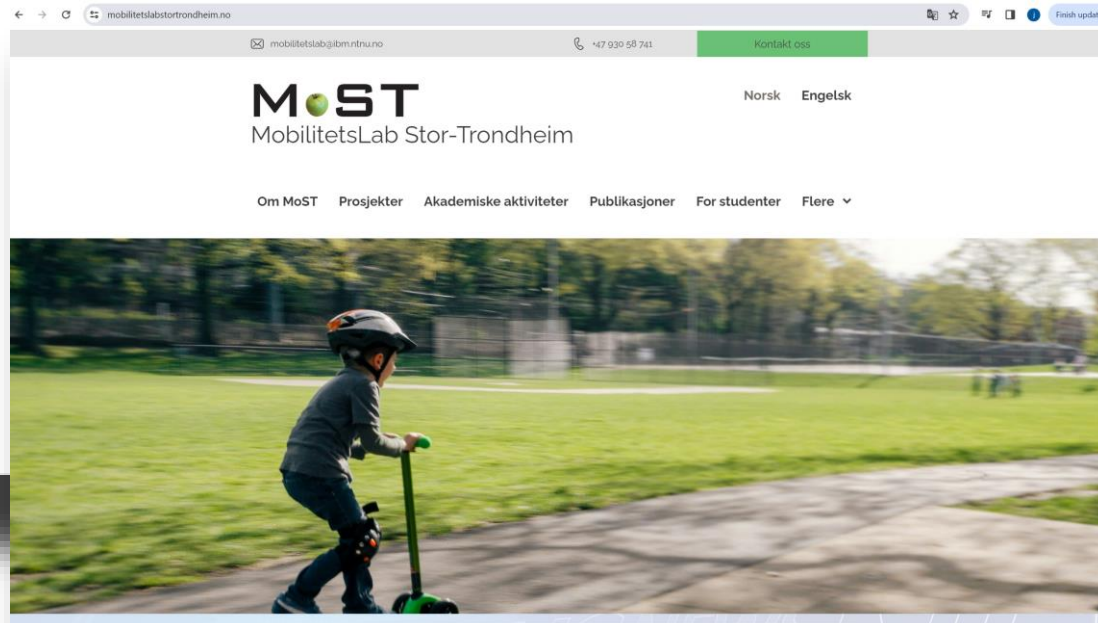 mobilitetslabstortrondheim.no
Finish updat
mobilitetslab@ibm.ntnu.no
+47 930 58 741
Kontakt oss
MoST
Norsk Engelsk
MobilitetsLab Stor-Trondheim
Om MoST Prosjekter Akademiske aktiviteter Publikasjoner For studenter Flere